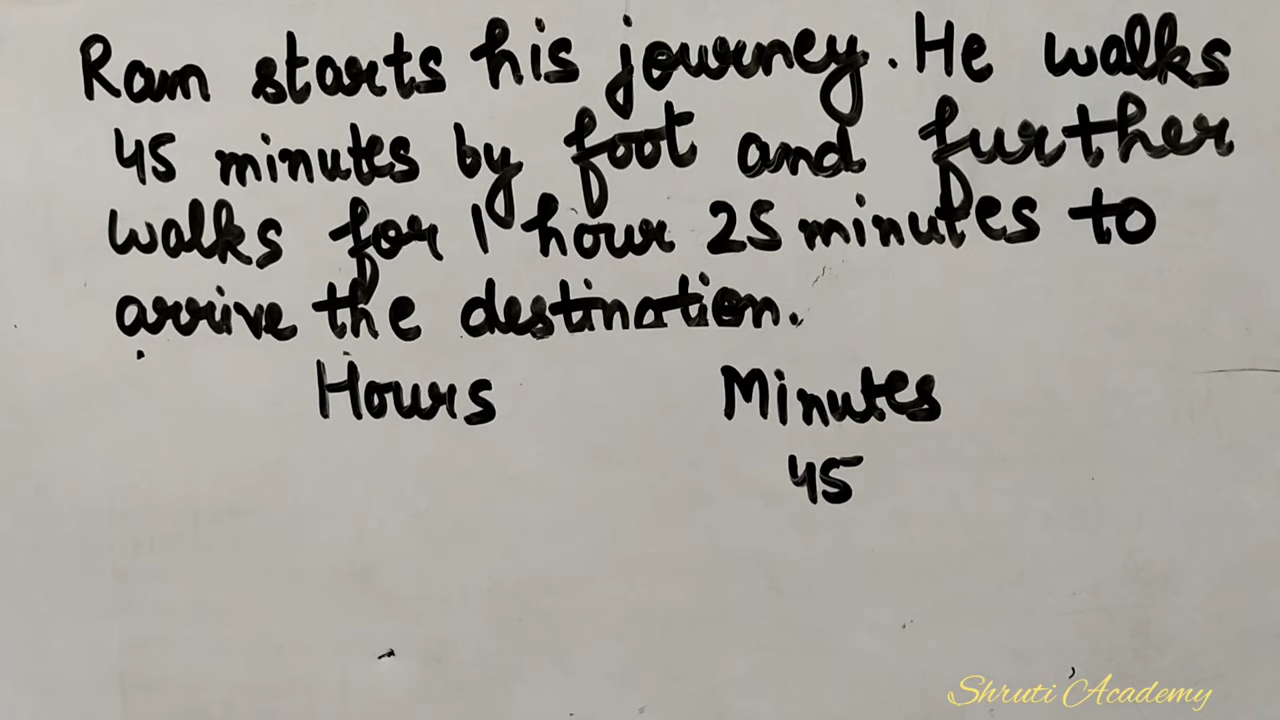 Ram starts his journey. He walks
45 minutes by foot and further
walks for 1 hour 25 minutes to
arrive the destination.
Hours Minutes
45
Shruti Academy